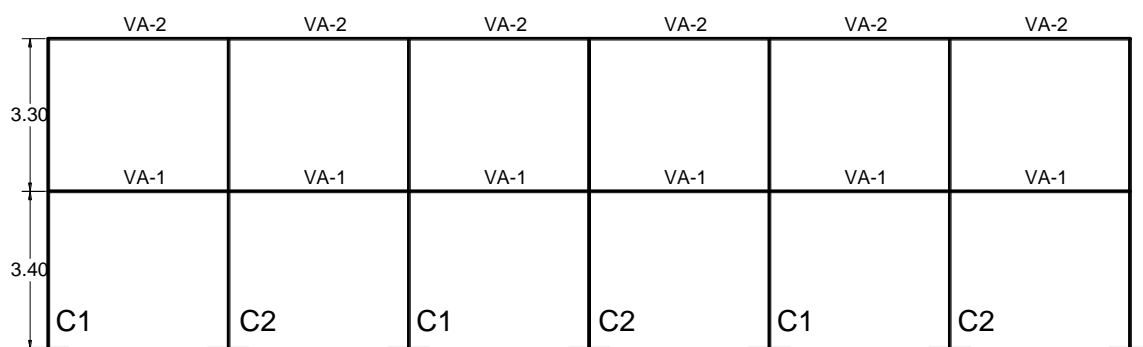 VA-2 VA-2 VA-2 VA-2 VA-2 VA-2
3.30
VA-1 VA-1 VA-1 VA-1 VA-1 VA-1
3.40
C1 C2 C1 C2 C1 C2